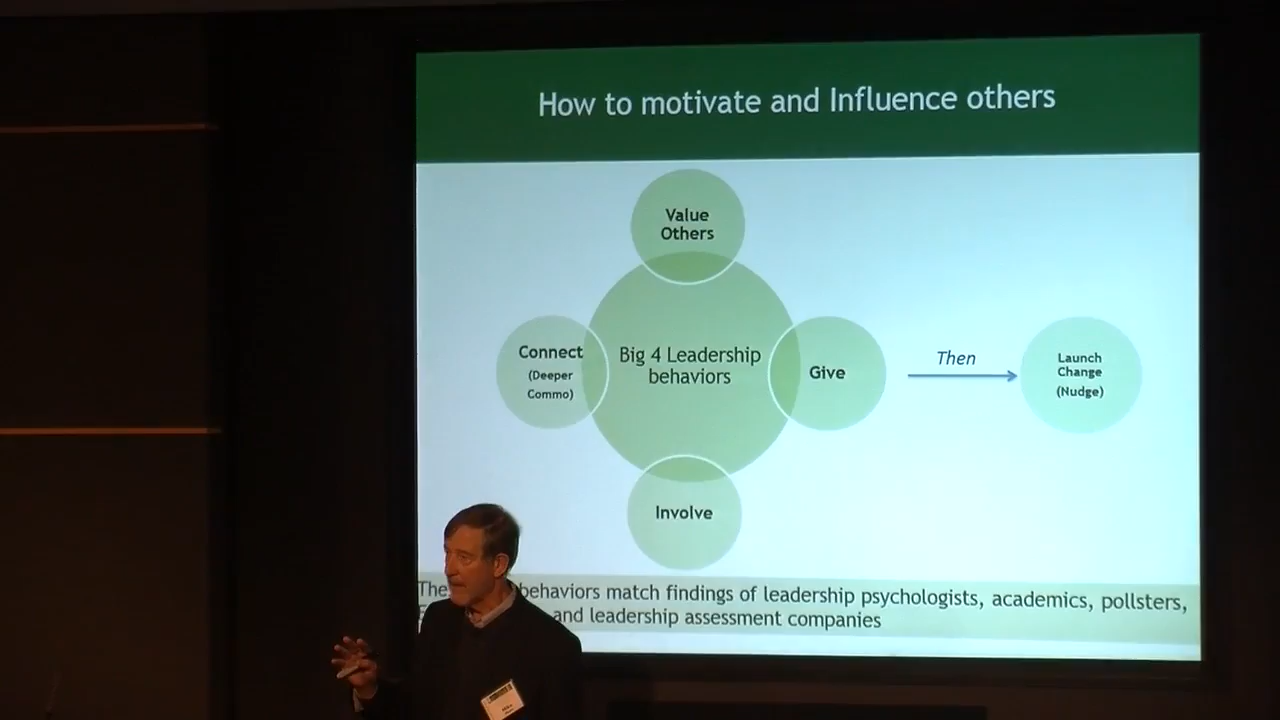 How to motivate and Influence others
Value
Others
Connect
(Deeper
Commo)
Big 4 Leadership
behaviors
Give
Then
Launch
Change
(Nudge)
Involve
behaviors match findings of leadership psychologists, academics, pollsters,
and leadership assessment companies